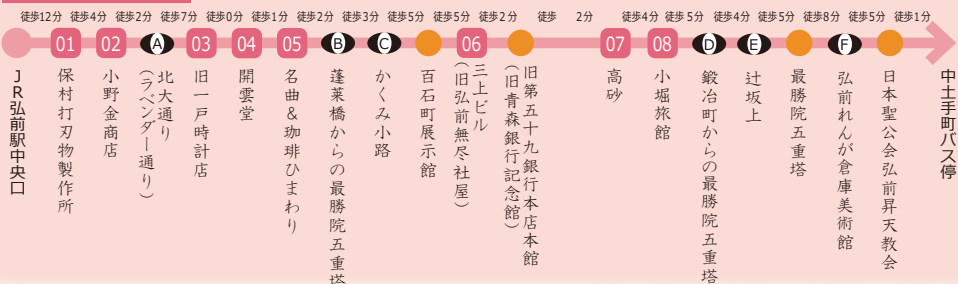 徒歩12分 徒歩4分 徒歩2分 徒歩7分 徒歩0分 徒歩1分 徒歩2分 徒歩3分 徒歩5分 徒歩5分 徒歩2分 徒歩 2分 徒歩4分 徒歩5分 徒歩4分 徒歩5分 徒歩8分 徒歩5分 徒歩1分
01 02 A 03 04 05 B C 06 07 08 D E F
JR弘前駅中央口
保村打刃物製作所
小野金商店
北大通り
(ラベンダー通り)
旧一戸時計店
開雲堂
名曲&珈琲ひまわり
蓬莱橋からの最勝院五重塔
かくみ小路
百石町展示館
三上ビル
(旧弘前無尽社屋)
旧第五十九銀行本店本館
(旧青森銀行記念館)
高砂
小堀旅館
鍛冶町からの最勝院五重塔
辻坂上
最勝院五重塔
弘前れんが倉庫美術館
日本聖公会弘前昇天教会
中土手町バス停